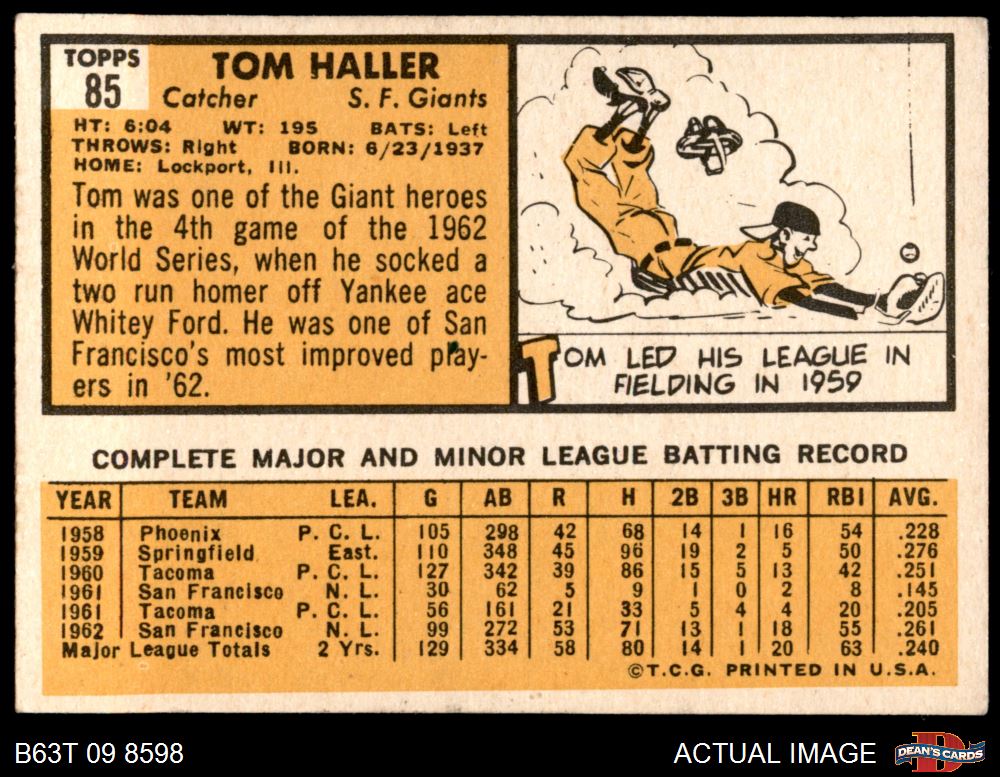 TOPPS
85
TOM HALLER
Catcher S. F. Giants
HT: 6:04 WT: 195 BATS: Left
THROWS: Right BORN: 6/23/1937
HOME: Lockport, Ill.
Tom was one of the Giant heroes
in the 4th game of the 1962
World Series, when he socked a
two run homer off Yankee ace
Whitey Ford. He was one of San
Francisco's most improved play-
ers in '62.
TOM LED HIS LEAGUE IN
FIELDING IN 1959
COMPLETE MAJOR AND MINOR LEAGUE BATTING RECORD
YEAR TEAM LEA. G AB R H 2B 3B HR RBI AVG.
1958 Phoenix P. C. L. 105 298 42 68 14 1 16 54 .228
1959 Springfield East. 110 348 45 96 19 2 5 50 .276
1960 Tacoma P. C. L. 127 342 39 86 15 5 13 42 .251
1961 San Francisco N. L. 30 62 5 9 1 0 2 8 .145
1961 Tacoma P. C. L. 56 161 21 33 5 4 4 20 .205
1962 San Francisco N. L. 99 272 53 71 13 1 18 55 .261
Major League Totals 2 Yrs. 129 334 58 80 14 1 20 63 .240
©T.C.G. PRINTED IN U.S.A.
B63T 09 8598 ACTUAL IMAGE DEAN'S CARDS